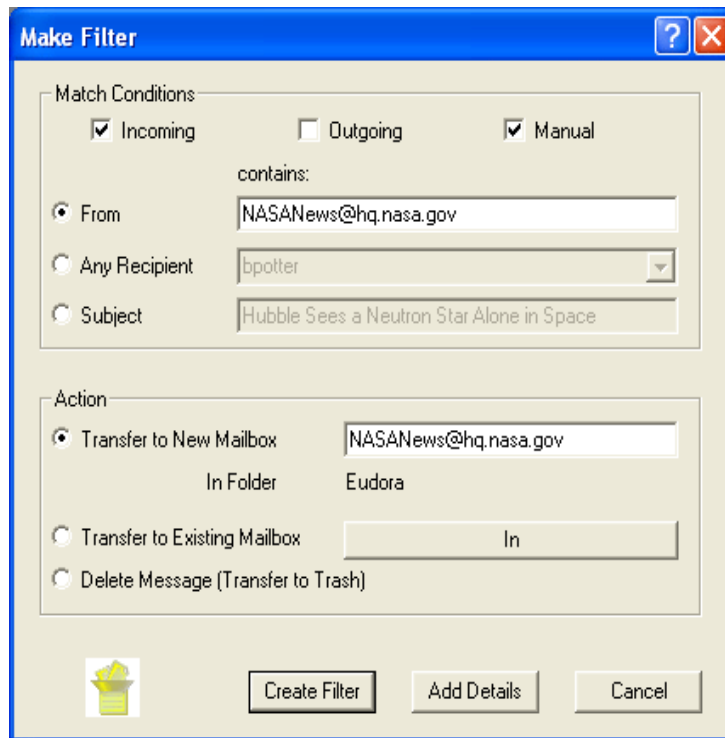 Make Filter
Match Conditions
Incoming Outgoing Manual
contains:
From NASANews@hq.nasa.gov
Any Recipient bpotter
Subject Hubble Sees a Neutron Star Alone in Space
Action
Transfer to New Mailbox NASANews@hq.nasa.gov
In Folder Eudora
Transfer to Existing Mailbox In
Delete Message (Transfer to Trash)
Create Filter Add Details Cancel